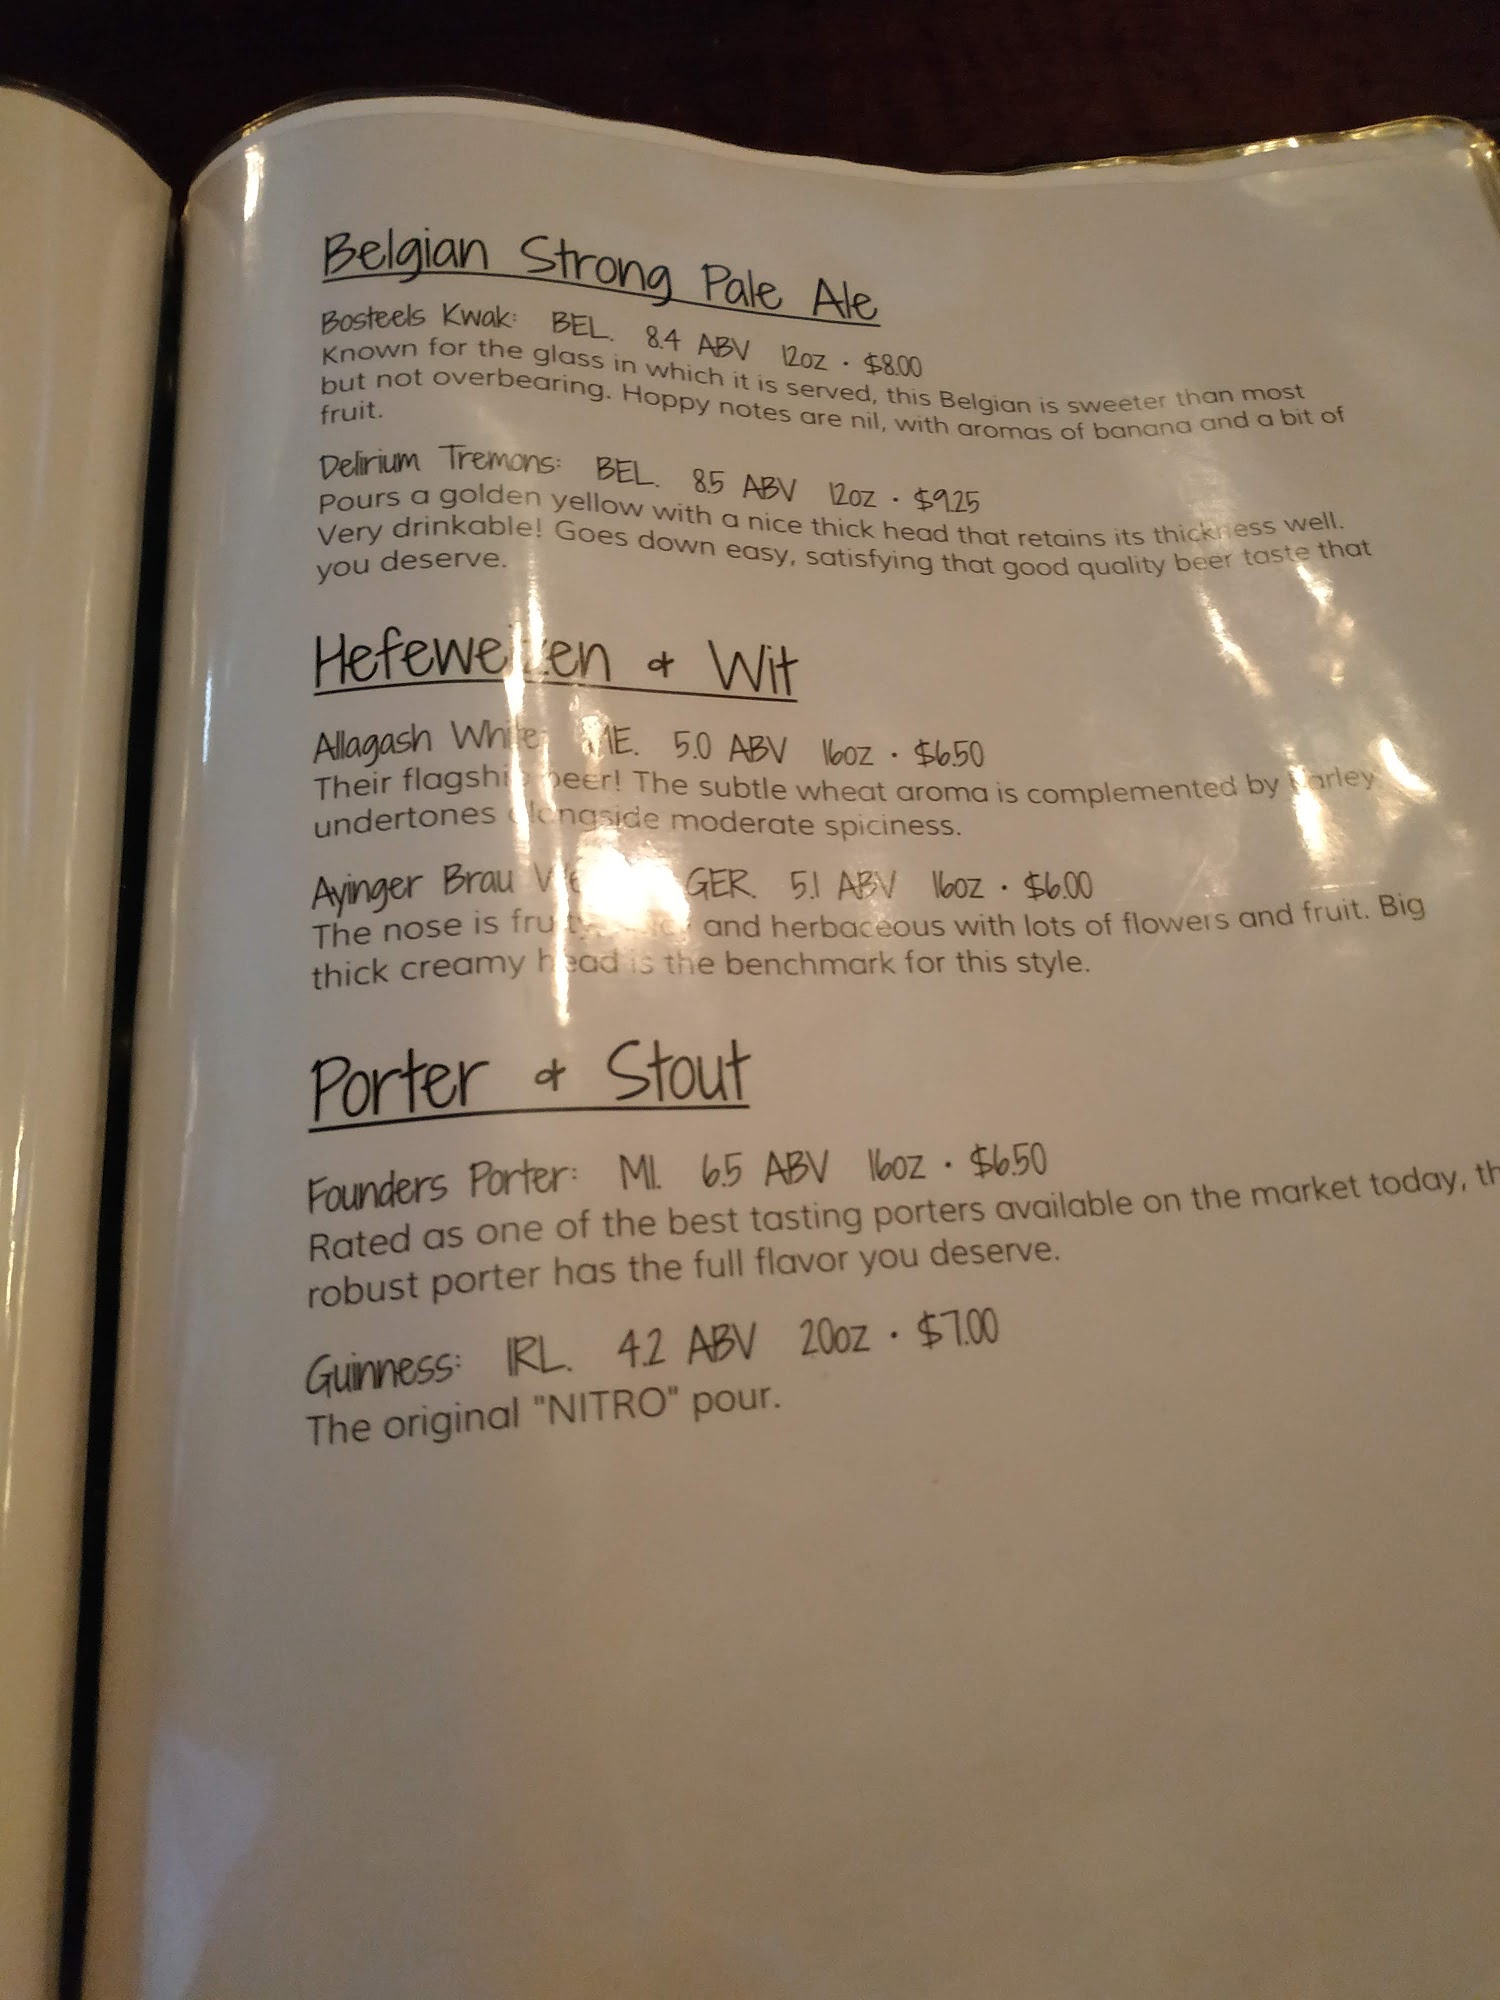 Belgian Strong Pale Ale
Bosteels Kwak: BEL. 8.4 ABV 12oz · $8.00
Known for the glass in which it is served, this Belgian is sweeter than most
but not overbearing. Hoppy notes are nil, with aromas of banana and a bit of
fruit.
Delirium Tremons: BEL. 8.5 ABV 12oz · $9.25
Pours a golden yellow with a nice thick head that retains its thickness well.
Very drinkable! Goes down easy, satisfying that good quality beer taste that
you deserve.
Hefeweizen & Wit
Allagash White: ME. 5.0 ABV 16oz · $6.50
Their flagship beer! The subtle wheat aroma is complemented by barley
undertones alongside moderate spiciness.
Ayinger Brau GER. 5.1 ABV 16oz · $6.00
The nose is fruity, and herbaceous with lots of flowers and fruit. Big
thick creamy head is the benchmark for this style.
Porter & Stout
Founders Porter: MI. 6.5 ABV 16oz · $6.50
Rated as one of the best tasting porters available on the market today, th
robust porter has the full flavor you deserve.
Guinness: IRL. 4.2 ABV 20oz · $7.00
The original "NITRO" pour.